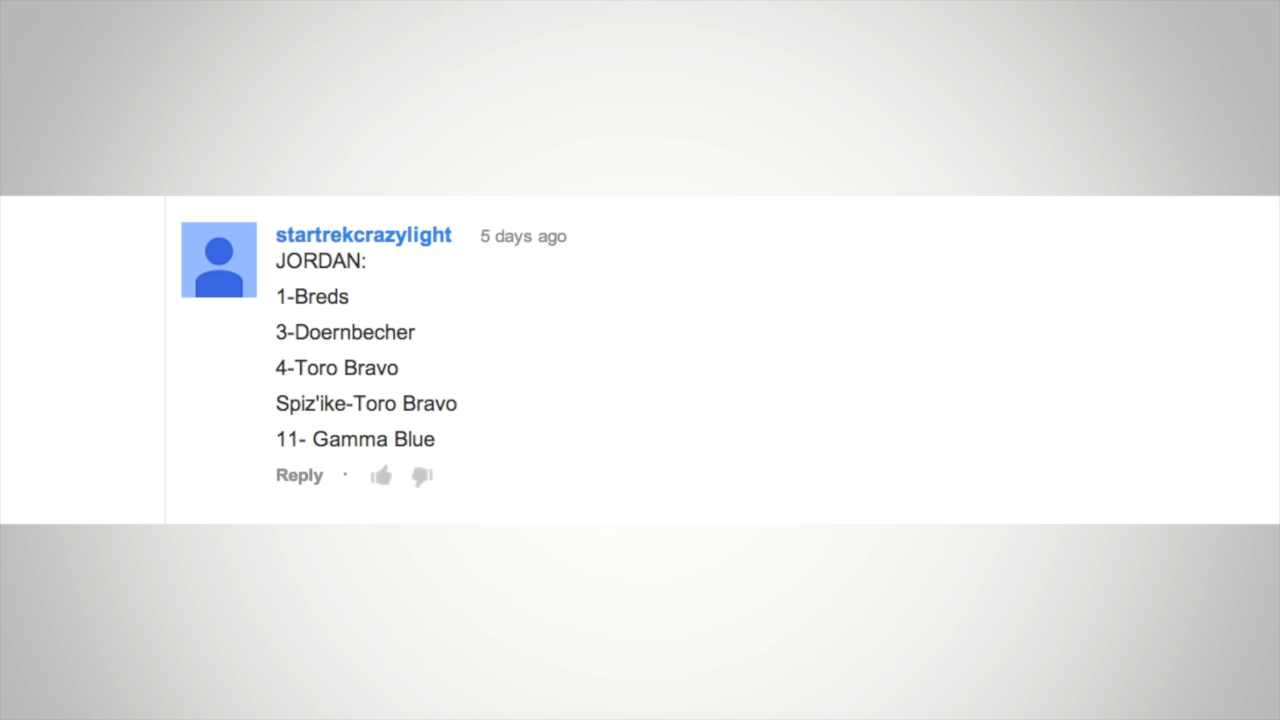 startrekcrazylight 5 days ago
JORDAN:
1-Breds
3-Doernbecher
4-Toro Bravo
Spiz'ike-Toro Bravo
11- Gamma Blue
Reply ·